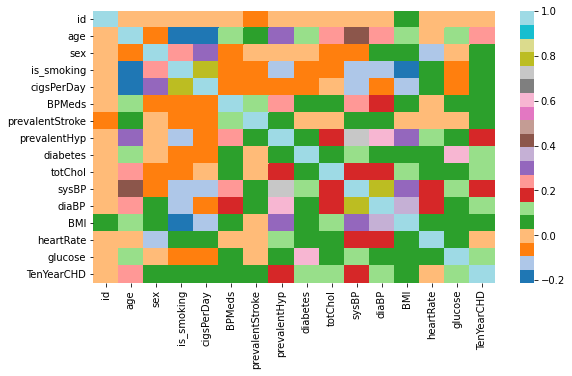 id
age
sex
is_smoking
cigsPerDay
BPMeds
prevalentStroke
prevalentHyp
diabetes
totChol
sysBP
diaBP
BMI
heartRate
glucose
TenYearCHD
id
age
sex
is_smoking
cigsPerDay
BPMeds
prevalentStroke
prevalentHyp
diabetes
totChol
sysBP
diaBP
BMI
heartRate
glucose
TenYearCHD
1.0
0.8
0.6
0.4
0.2
0.0
−0.2